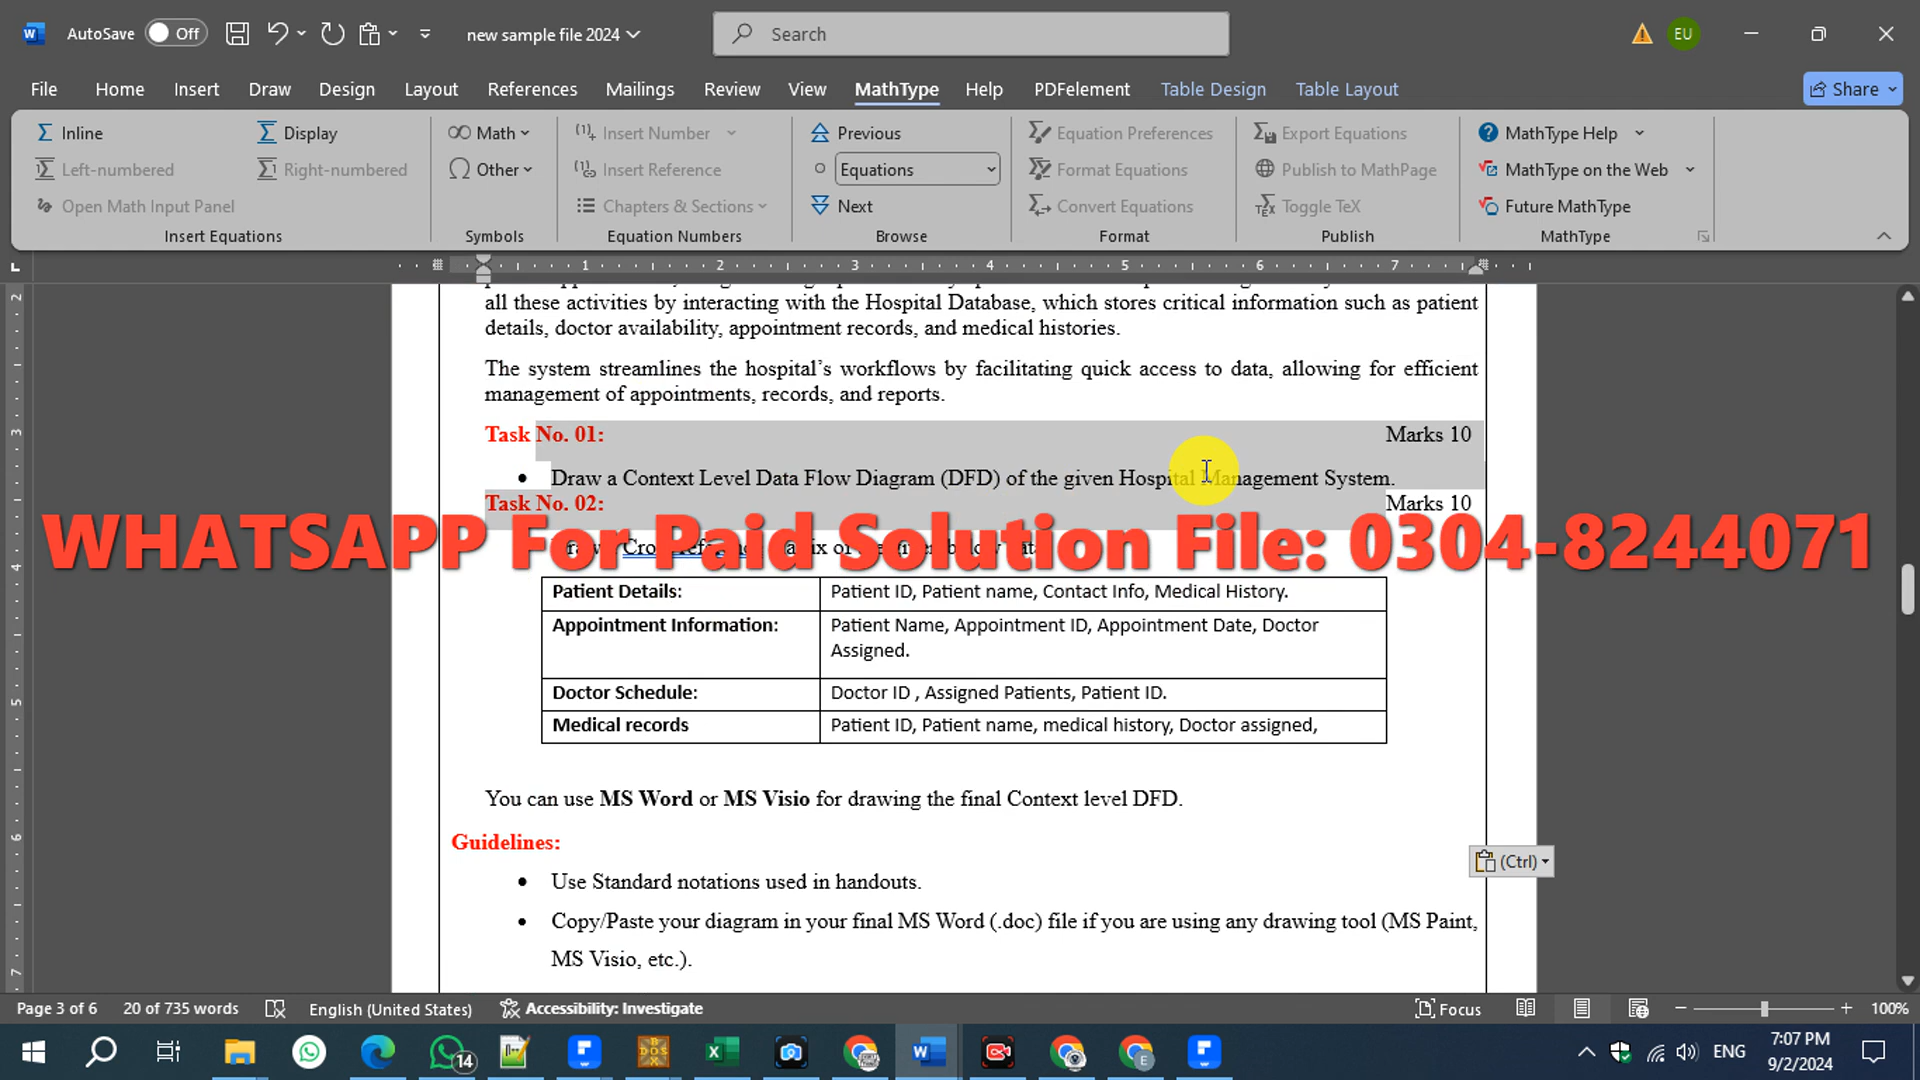 AutoSave Off new sample file 2024 Search EU
File Home Insert Draw Design Layout References Mailings Review View MathType Help PDFelement Table Design Table Layout Share
Inline Display Math Insert Number Previous Equation Preferences Export Equations MathType Help
Left-numbered Right-numbered Other Insert Reference Equations Format Equations Publish to MathPage MathType on the Web
Open Math Input Panel Chapters & Sections Next Convert Equations Toggle TeX Future MathType
Insert Equations Symbols Equation Numbers Browse Format Publish MathType
1 2 3 4 5 6 7
all these activities by interacting with the Hospital Database, which stores critical information such as patient
details, doctor availability, appointment records, and medical histories.
The system streamlines the hospital’s workflows by facilitating quick access to data, allowing for efficient
management of appointments, records, and reports.
Task No. 01: Marks 10
• Draw a Context Level Data Flow Diagram (DFD) of the given Hospital Management System.
Task No. 02: Marks 10
WHATSAPP For Paid Solution File: 0304-8244071
Patient Details: Patient ID, Patient name, Contact Info, Medical History.
Appointment Information: Patient Name, Appointment ID, Appointment Date, Doctor
Assigned.
Doctor Schedule: Doctor ID , Assigned Patients, Patient ID.
Medical records Patient ID, Patient name, medical history, Doctor assigned,
You can use MS Word or MS Visio for drawing the final Context level DFD.
Guidelines:
• Use Standard notations used in handouts.
• Copy/Paste your diagram in your final MS Word (.doc) file if you are using any drawing tool (MS Paint,
MS Visio, etc.).
(Ctrl)
Page 3 of 6 20 of 735 words English (United States) Accessibility: Investigate Focus 100%
14 ENG 7:07 PM
9/2/2024